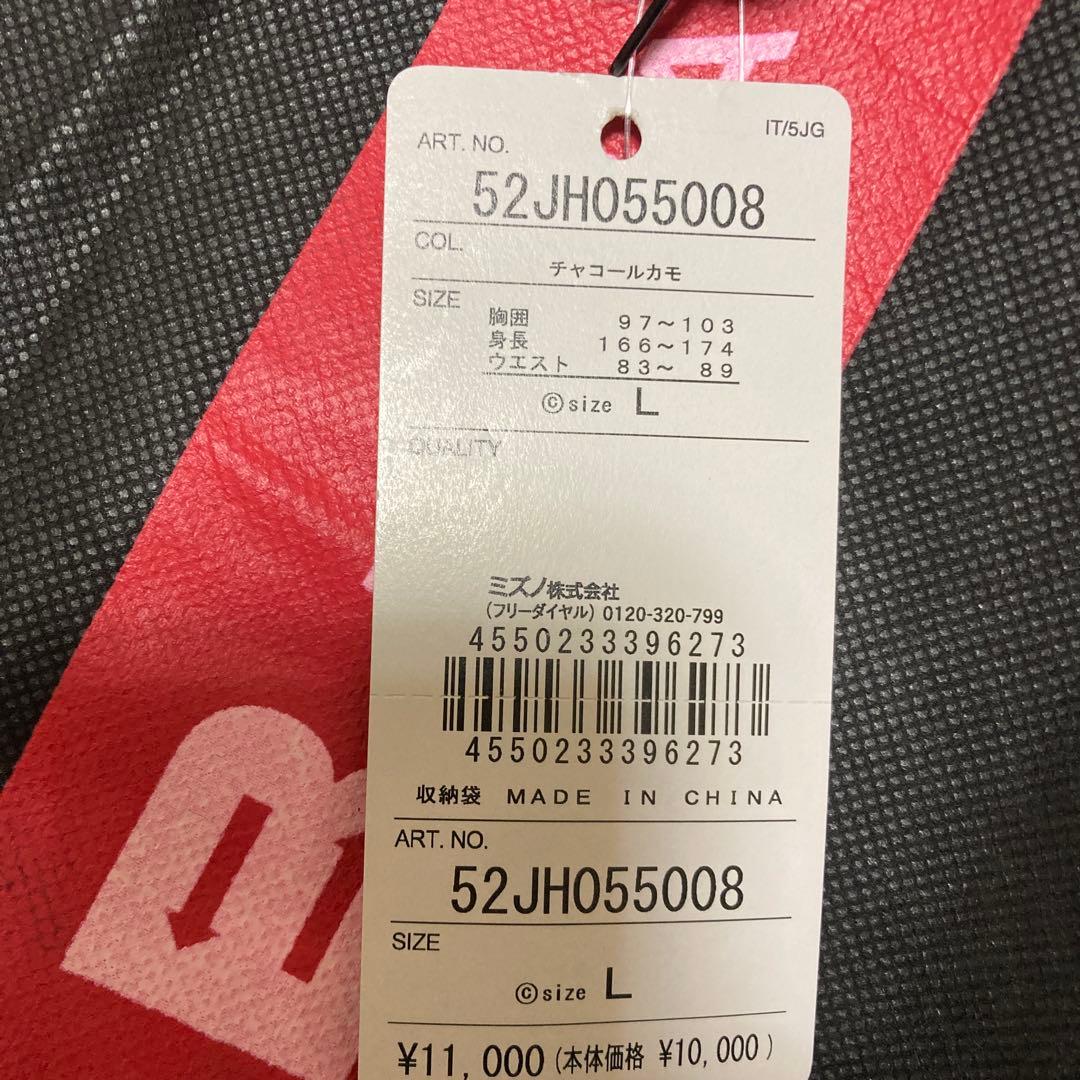 IT/5JG
ART. NO.
52JH055008
COL.
チャコールカモ
SIZE
胸囲 97～103
身長 166～174
ウエスト 83～ 89
Ⓒsize L
QUALITY
ミズノ株式会社
(フリーダイヤル) 0120-320-799
4550233396273
4550233396273
収納袋 MADE IN CHINA
ART. NO.
52JH055008
SIZE
Ⓒsize L
¥11,000 (本体価格 ¥10,000)
B